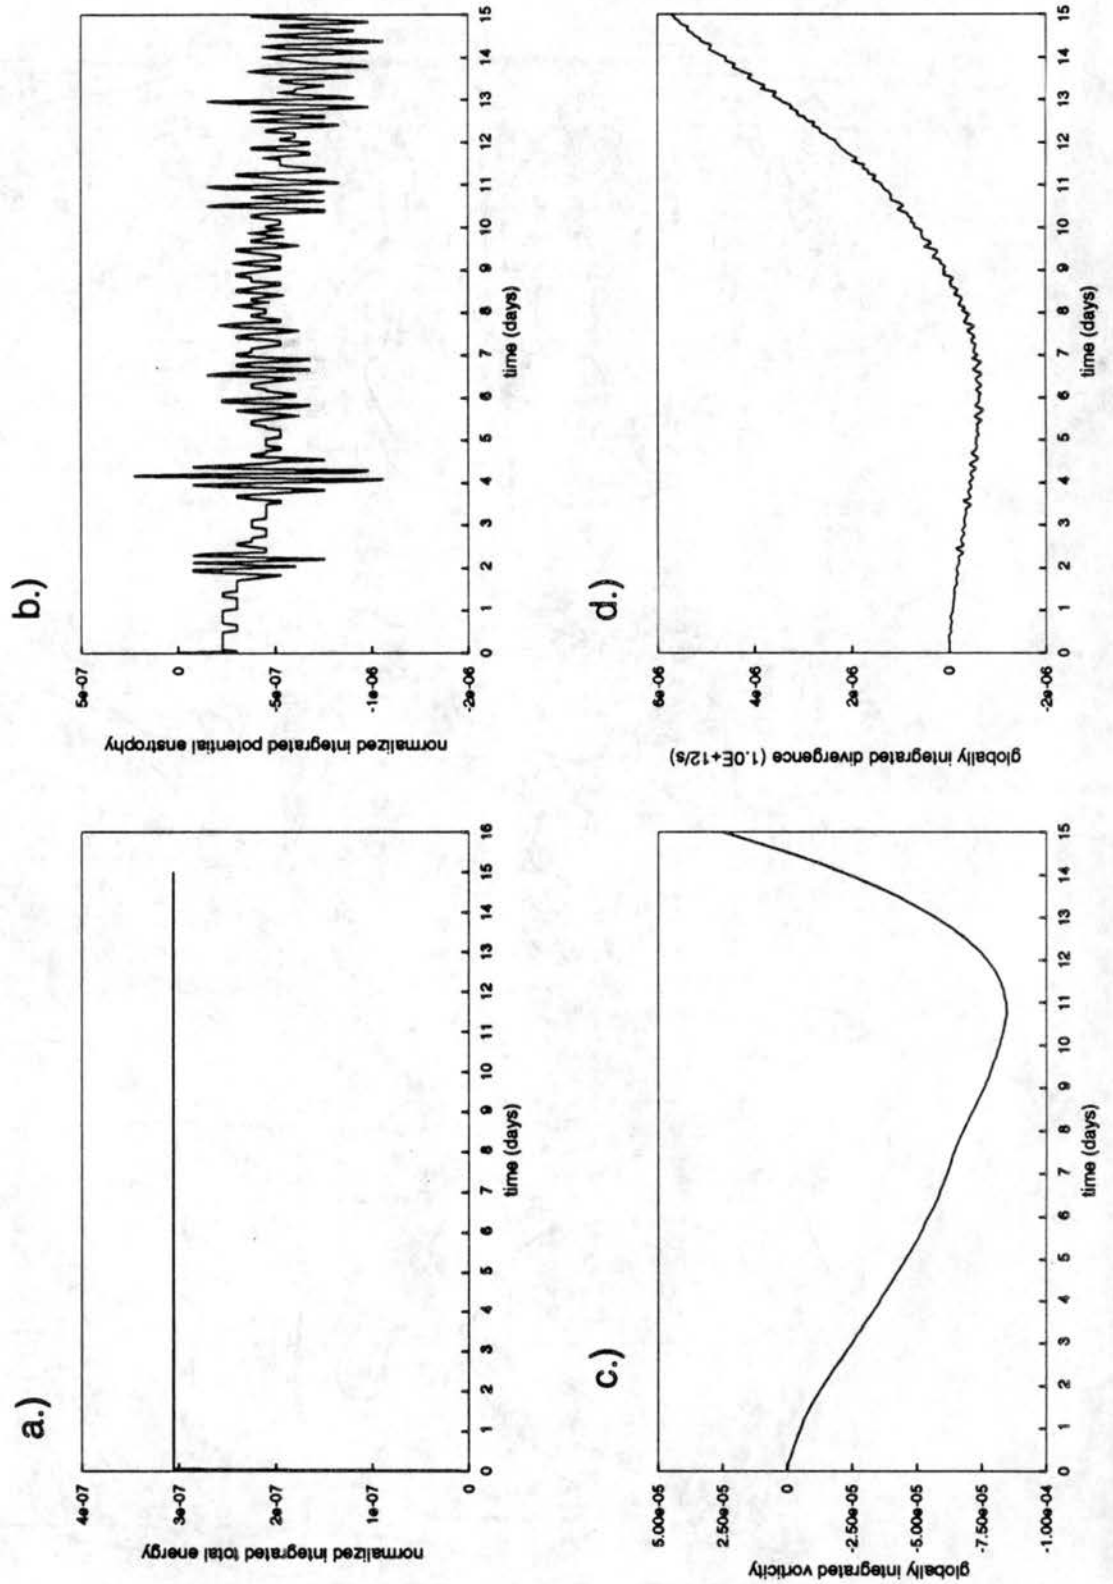 a.)
normalized integrated total energy
4e-07
3e-07
2e-07
1e-07
0
0 1 2 3 4 5 6 7 8 9 10 11 12 13 14 15 16
time (days)
b.)
normalized integrated potential enstrophy
5e-07
0
-5e-07
-1e-06
-2e-06
0 1 2 3 4 5 6 7 8 9 10 11 12 13 14 15
time (days)
c.)
globally integrated vorticity
5.00e-05
2.50e-05
0
-2.50e-05
-5.00e-05
-7.50e-05
-1.00e-04
0 1 2 3 4 5 6 7 8 9 10 11 12 13 14 15
time (days)
d.)
globally integrated divergence (1.0E+12/s)
6e-06
4e-06
2e-06
0
-2e-06
0 1 2 3 4 5 6 7 8 9 10 11 12 13 14 15
time (days)